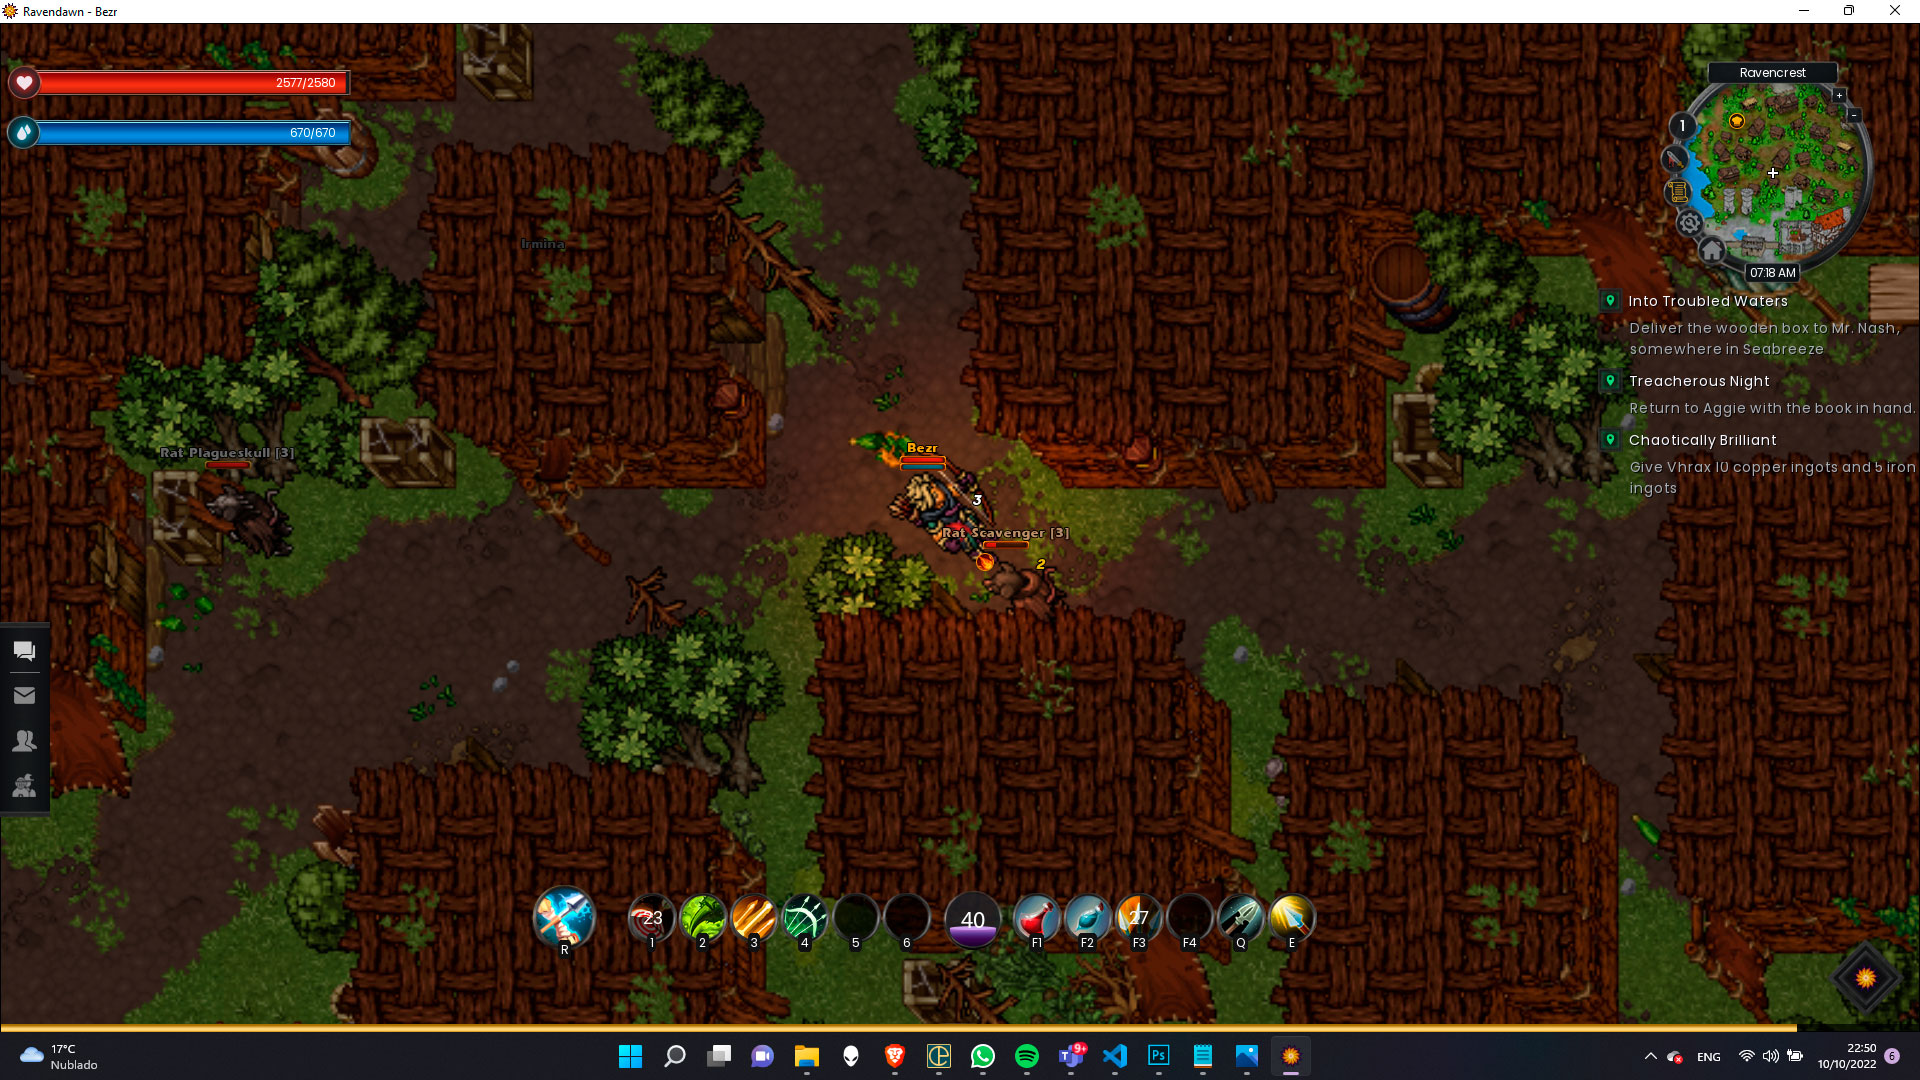 Ravendawn - Bezr
2577/2580
670/670
Ravencrest
+
-
1
07:18 AM
Into Troubled Waters
Deliver the wooden box to Mr. Nash,
somewhere in Seabreeze
Treacherous Night
Return to Aggie with the book in hand.
Chaotically Brilliant
Give Vhrax 10 copper ingots and 5 iron
ingots
Irmina
Rat Plagueskull [3]
Bezr
3
Rat Scavenger [3]
2
23
40
27
R
1
2
3
4
5
6
F1
F2
F3
F4
Q
E
17°C
Nublado
9+
Ps
ENG
22:50
10/10/2022
6